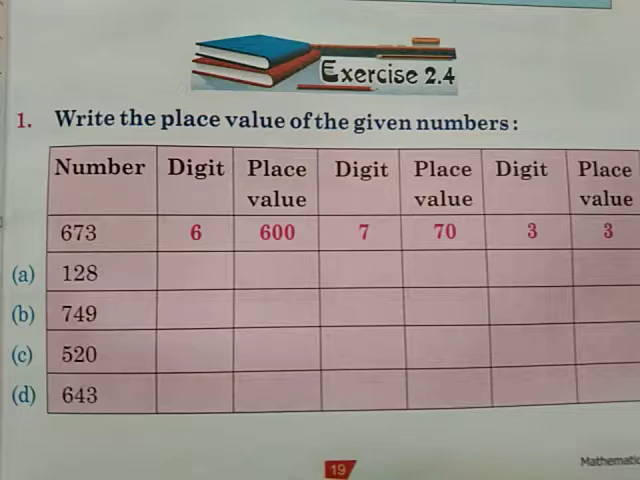 Exercise 2.4
1. Write the place value of the given numbers:
Number Digit Place value Digit Place value Digit Place value
673 6 600 7 70 3 3
(a) 128
(b) 749
(c) 520
(d) 643
19